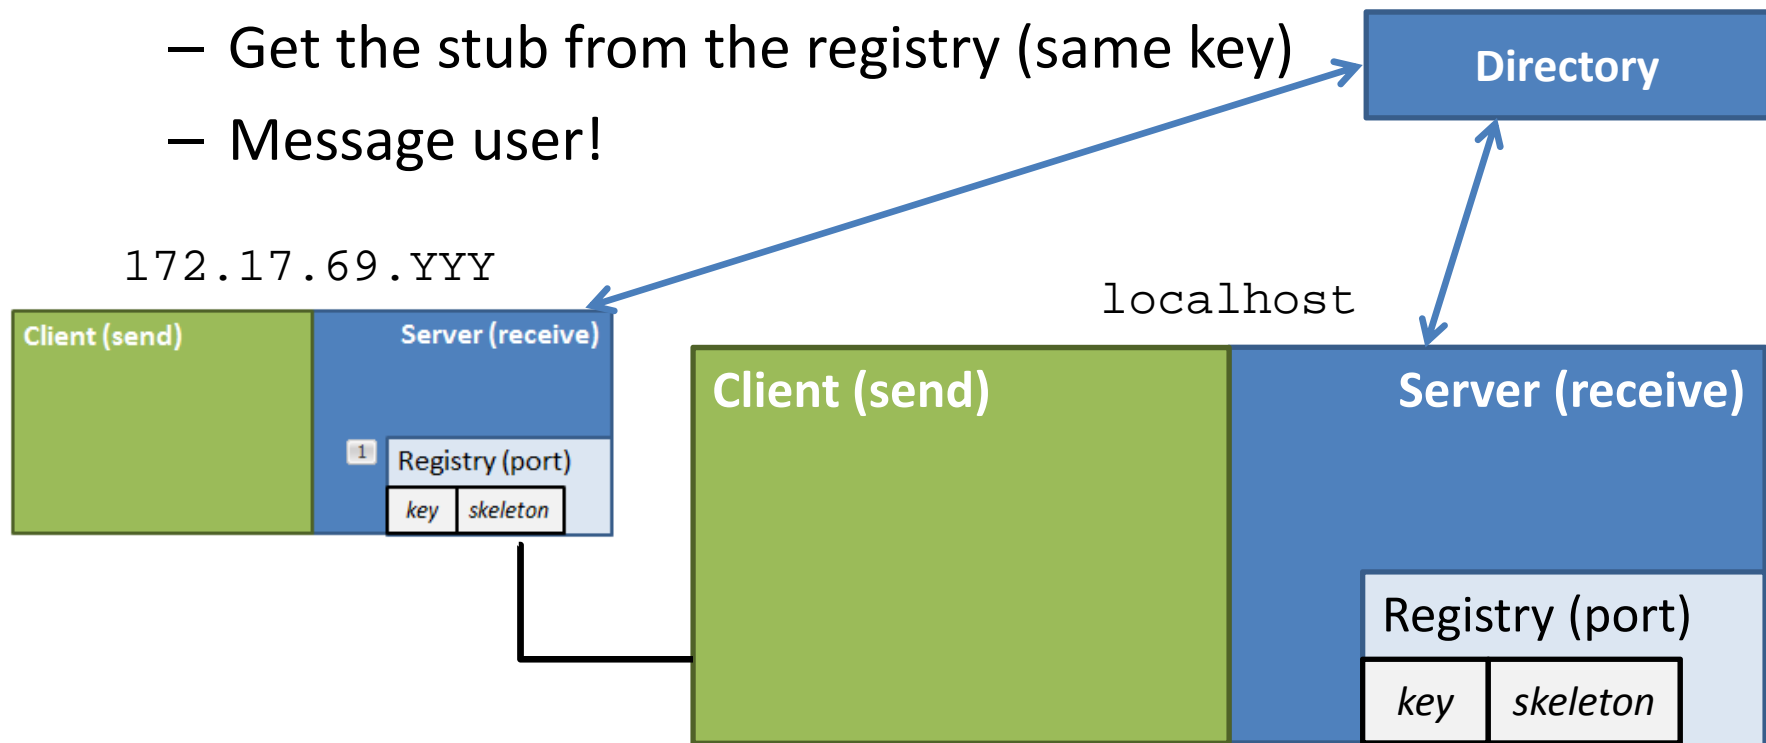 – Get the stub from the registry (same key)
Directory
– Message user!
172.17.69.YYY
localhost
Client (send)
Server (receive)
1
Registry (port)
key
skeleton
Client (send)
Server (receive)
Registry (port)
key
skeleton